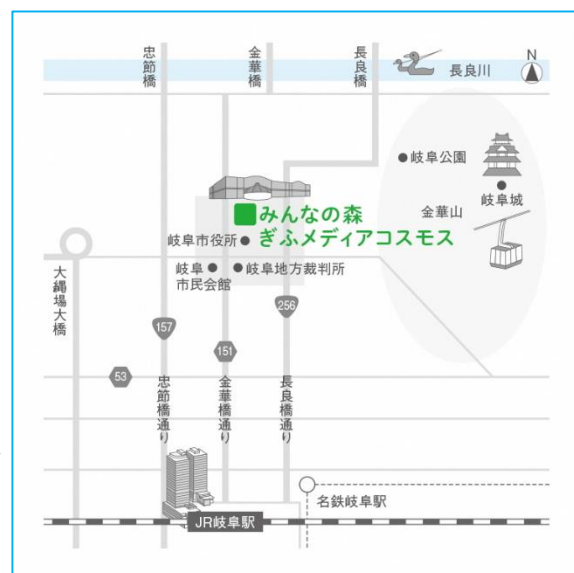 忠節橋
金華橋
長良橋
長良川
N
岐阜公園
岐阜城
金華山
みんなの森
ぎふメディアコスモス
岐阜市役所
岐阜
市民会館
岐阜地方裁判所
大縄場大橋
157
151
256
53
忠節橋通り
金華橋通り
長良橋通り
名鉄岐阜駅
JR岐阜駅